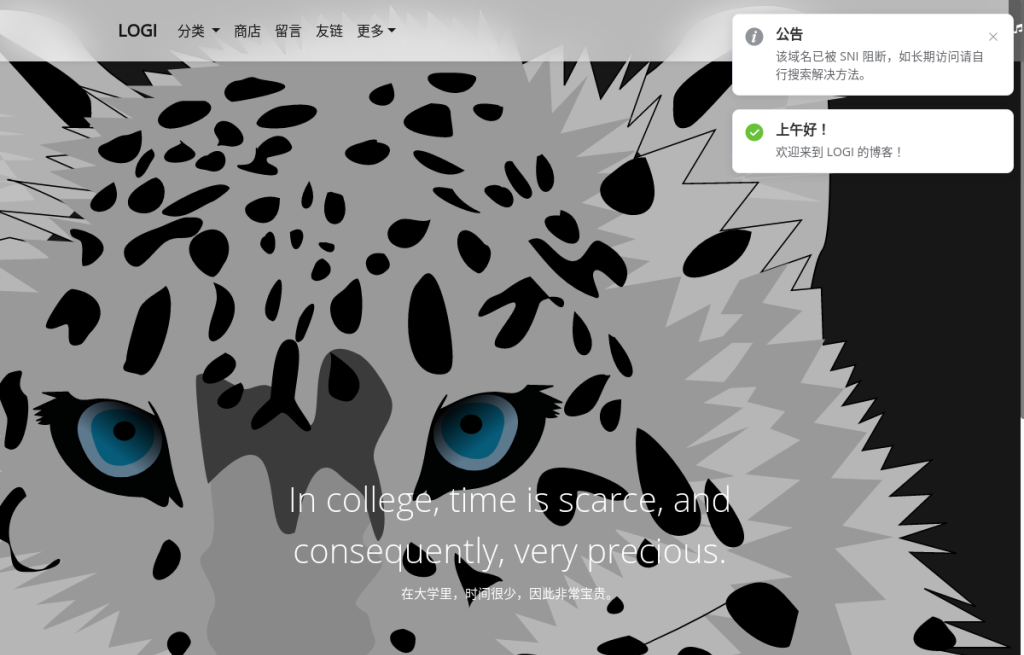 LOGI 分类 商店 留言 友链 更多
公告
该域名已被 SNI 阻断，如长期访问请自
行搜索解决方法。
上午好！
欢迎来到 LOGI 的博客！
In college, time is scarce, and
consequently, very precious.
在大学里，时间很少，因此非常宝贵。